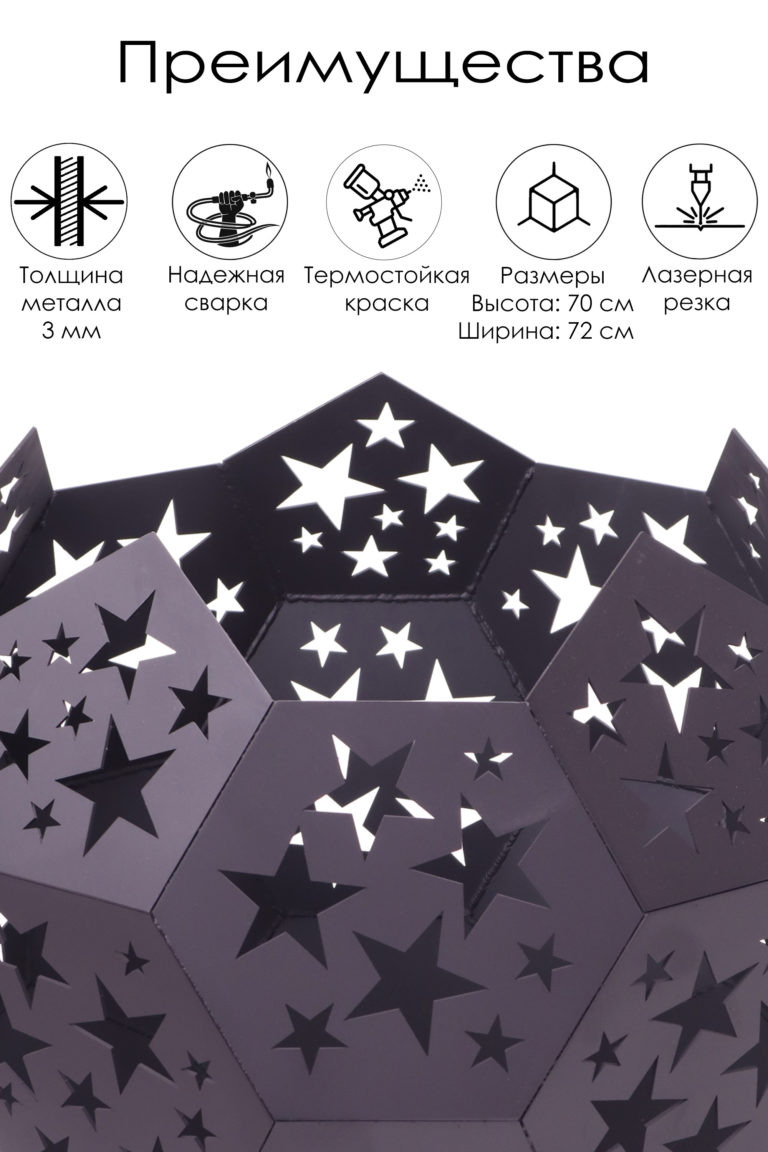 Преимущества
Толщина
металла
3 мм
Надежная
сварка
Термостойкая
краска
Размеры
Высота: 70 см
Ширина: 72 см
Лазерная
резка